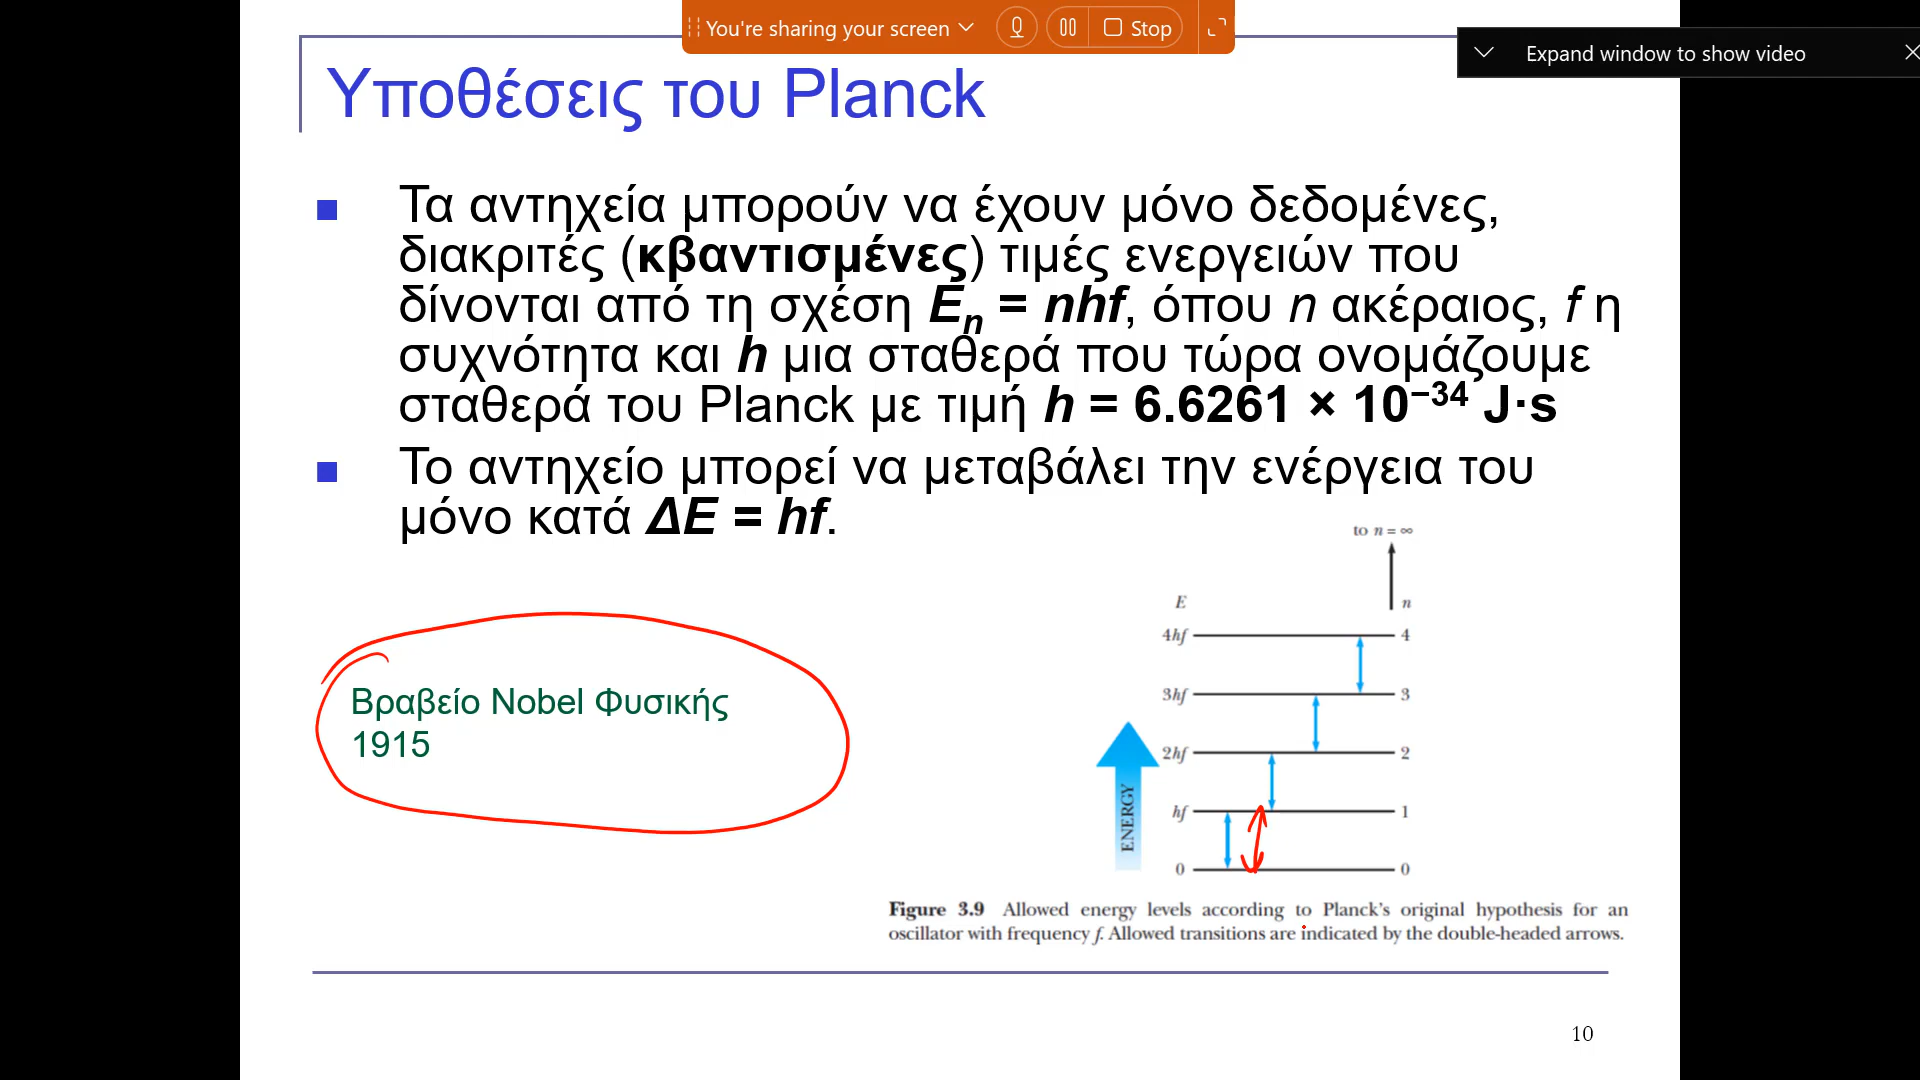 You're sharing your screen
Stop
Expand window to show video
Υποθέσεις του Planck
Τα αντηχεία μπορούν να έχουν μόνο δεδομένες,
διακριτές (κβαντισμένες) τιμές ενεργειών που
δίνονται από τη σχέση Eₙ = nhf, όπου n ακέραιος, f η
συχνότητα και h μια σταθερά που τώρα ονομάζουμε
σταθερά του Planck με τιμή h = 6.6261 × 10⁻³⁴ J·s
Το αντηχείο μπορεί να μεταβάλει την ενέργεια του
μόνο κατά ΔE = hf.
Βραβείο Nobel Φυσικής
1915
to n = ∞
E n
4hf 4
3hf 3
2hf 2
hf 1
0 0
ENERGY
Figure 3.9 Allowed energy levels according to Planck's original hypothesis for an
oscillator with frequency f. Allowed transitions are indicated by the double-headed arrows.
10